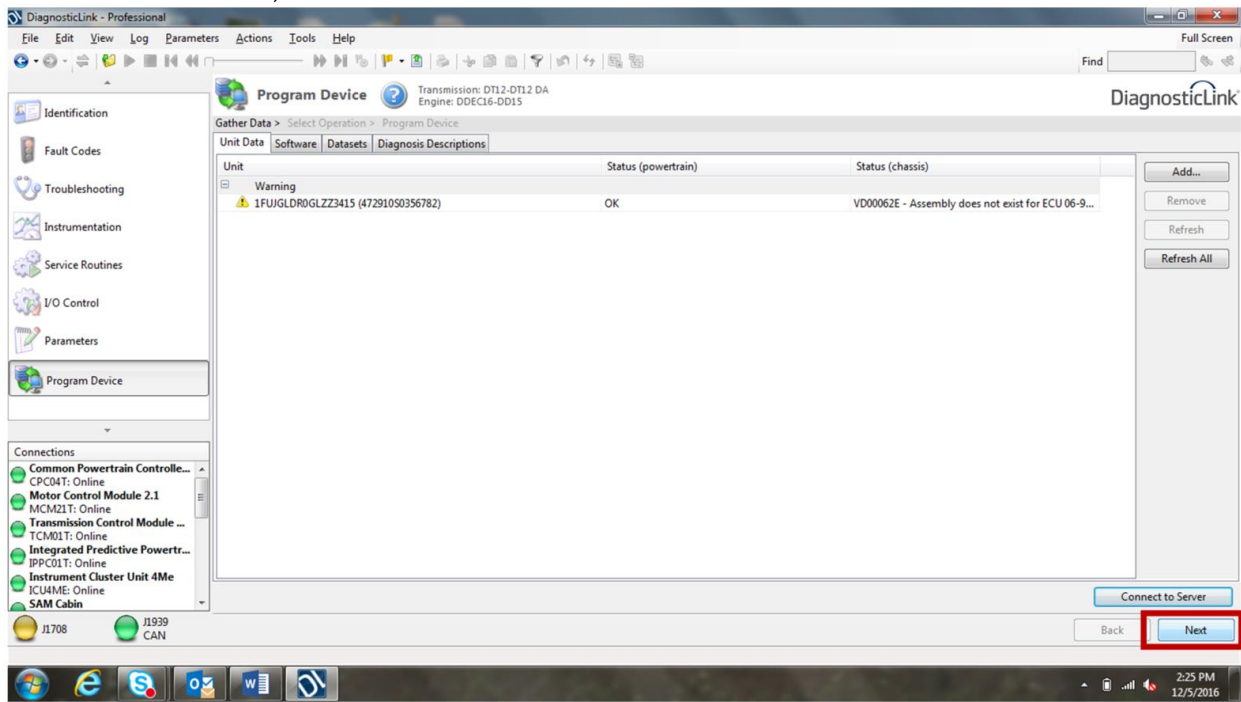 DiagnosticLink - Professional
File Edit View Log Parameters Actions Tools Help Full Screen
Find
Program Device
Transmission: DT12-DT12 DA
Engine: DDEC16-DD15
DiagnosticLink
Gather Data > Select Operation > Program Device
Unit Data Software Datasets Diagnosis Descriptions
Unit Status (powertrain) Status (chassis)
Warning
1FUJGLDR0GLZZ3415 (472910S0356782) OK VD00062E - Assembly does not exist for ECU 06-9...
Add...
Remove
Refresh
Refresh All
Identification
Fault Codes
Troubleshooting
Instrumentation
Service Routines
I/O Control
Parameters
Program Device
Connections
Common Powertrain Controlle...
CPC04T: Online
Motor Control Module 2.1
MCM21T: Online
Transmission Control Module ...
TCM01T: Online
Integrated Predictive Powertr...
IPPC01T: Online
Instrument Cluster Unit 4Me
ICU4ME: Online
SAM Cabin
J1708
J1939
CAN
Connect to Server
Back Next
2:25 PM
12/5/2016